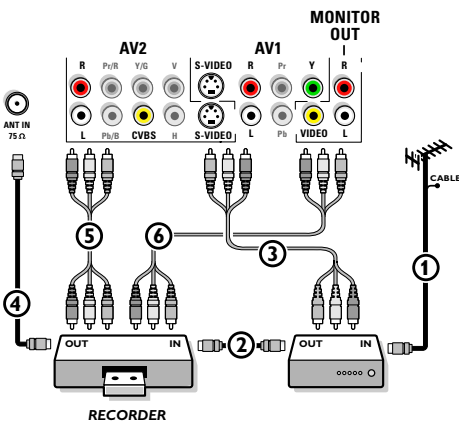 MONITOR
OUT
AV2 AV1
R Pr/R Y/G V S-VIDEO R Pr Y R
ANT IN
75 Ω
L Pb/B CVBS H S-VIDEO L Pb VIDEO L
CABLE
5 6 3 1
4 2
OUT IN OUT IN
RECORDER